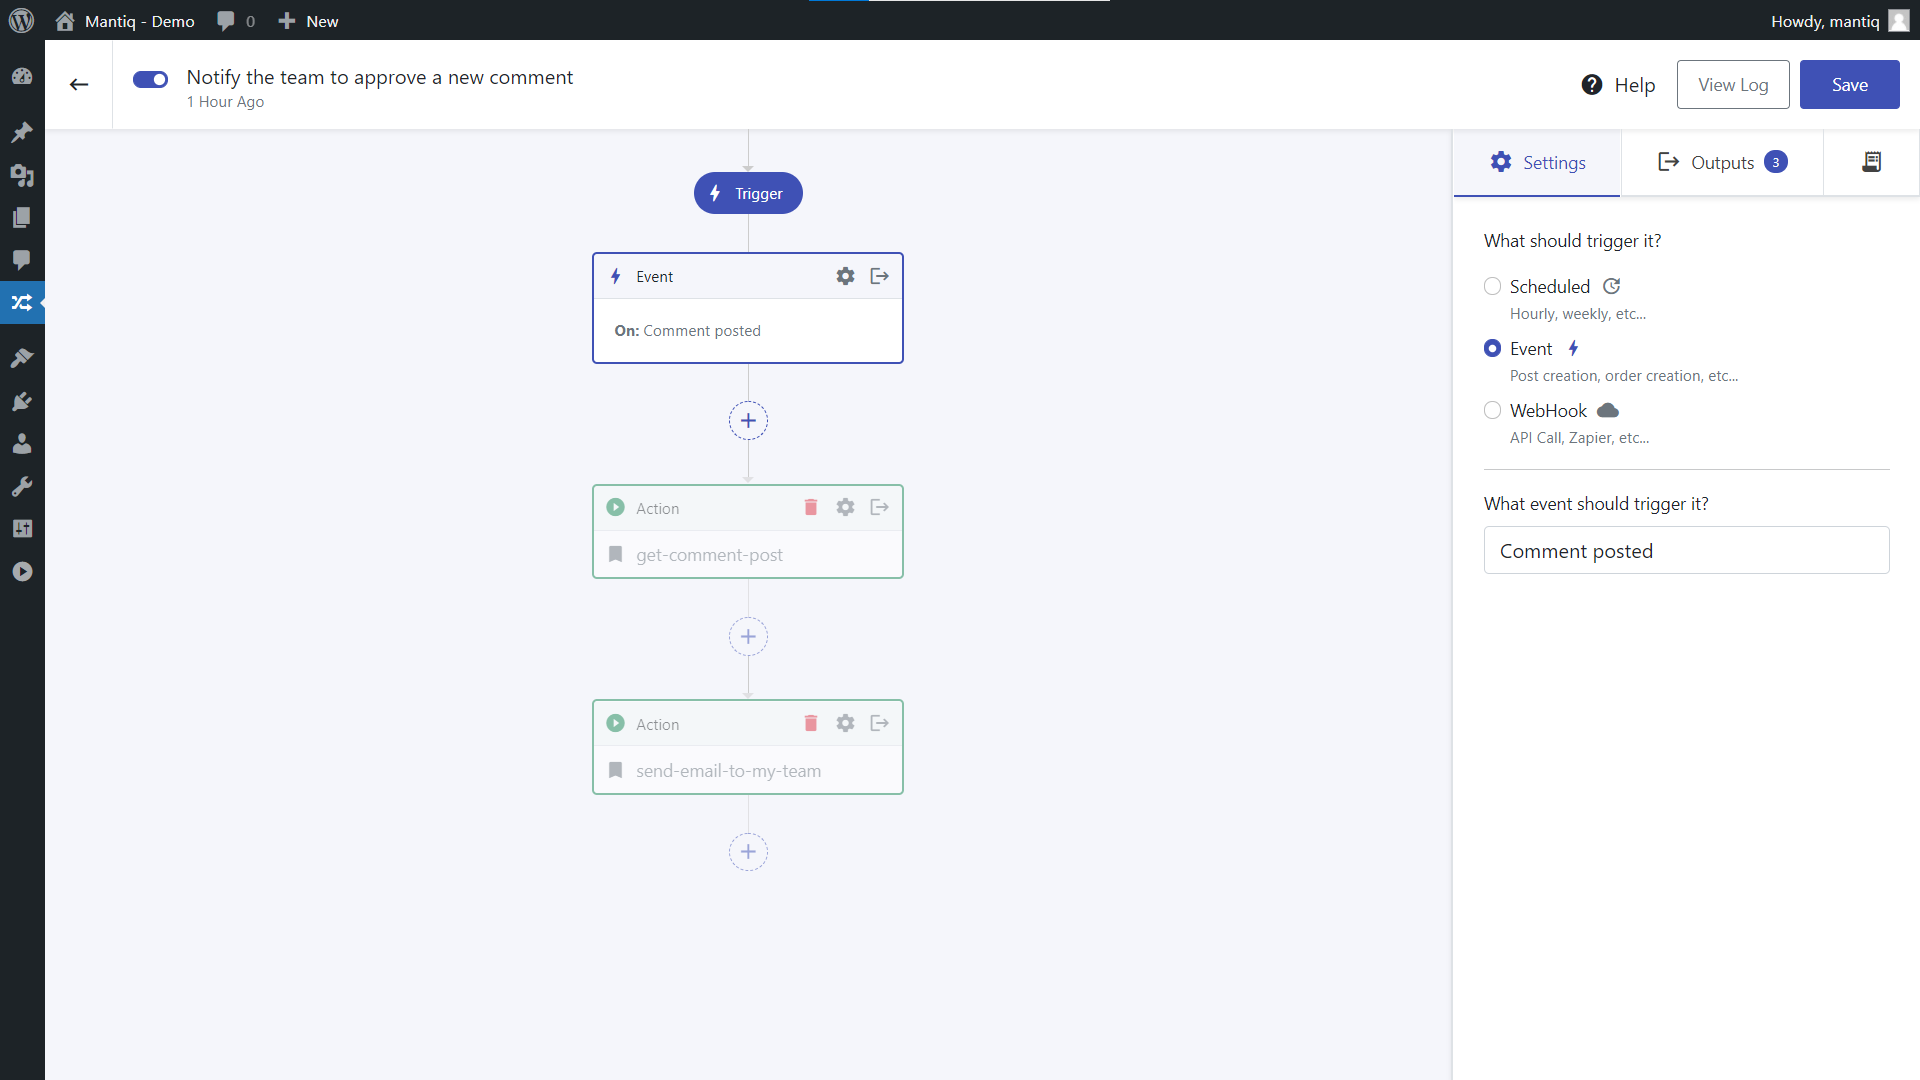 Mantiq - Demo
0
New
Howdy, mantiq
Notify the team to approve a new comment
1 Hour Ago
Help
View Log
Save
Trigger
Event
On: Comment posted
Action
get-comment-post
Action
send-email-to-my-team
Settings
Outputs 3
What should trigger it?
Scheduled
Hourly, weekly, etc...
Event
Post creation, order creation, etc...
WebHook
API Call, Zapier, etc...
What event should trigger it?
Comment posted